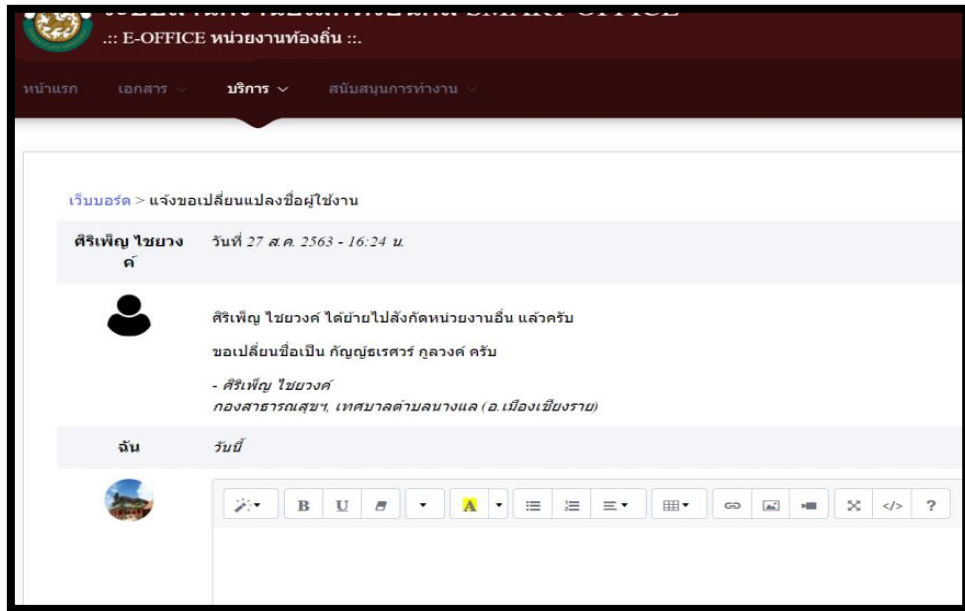 .:: E-OFFICE หน่วยงานท้องถิ่น ::.
หน้าแรก เอกสาร บริการ สนับสนุนการทำงาน
เว็บบอร์ด > แจ้งขอเปลี่ยนแปลงชื่อผู้ใช้งาน
ศิริเพ็ญ ไชยวง วันที่ 27 ส.ค. 2563 - 16:24 น.
ค์
ศิริเพ็ญ ไชยวงค์ ได้ย้ายไปสังกัดหน่วยงานอื่น แล้วครับ
ขอเปลี่ยนชื่อเป็น กัญญ์ธเรศวร์ กูลวงค์ ครับ
- ศิริเพ็ญ ไชยวงค์
กองสาธารณสุขฯ, เทศบาลตำบลนางแล (อ.เมืองเชียงราย)
ฉัน วันนี้
B U A </> ?